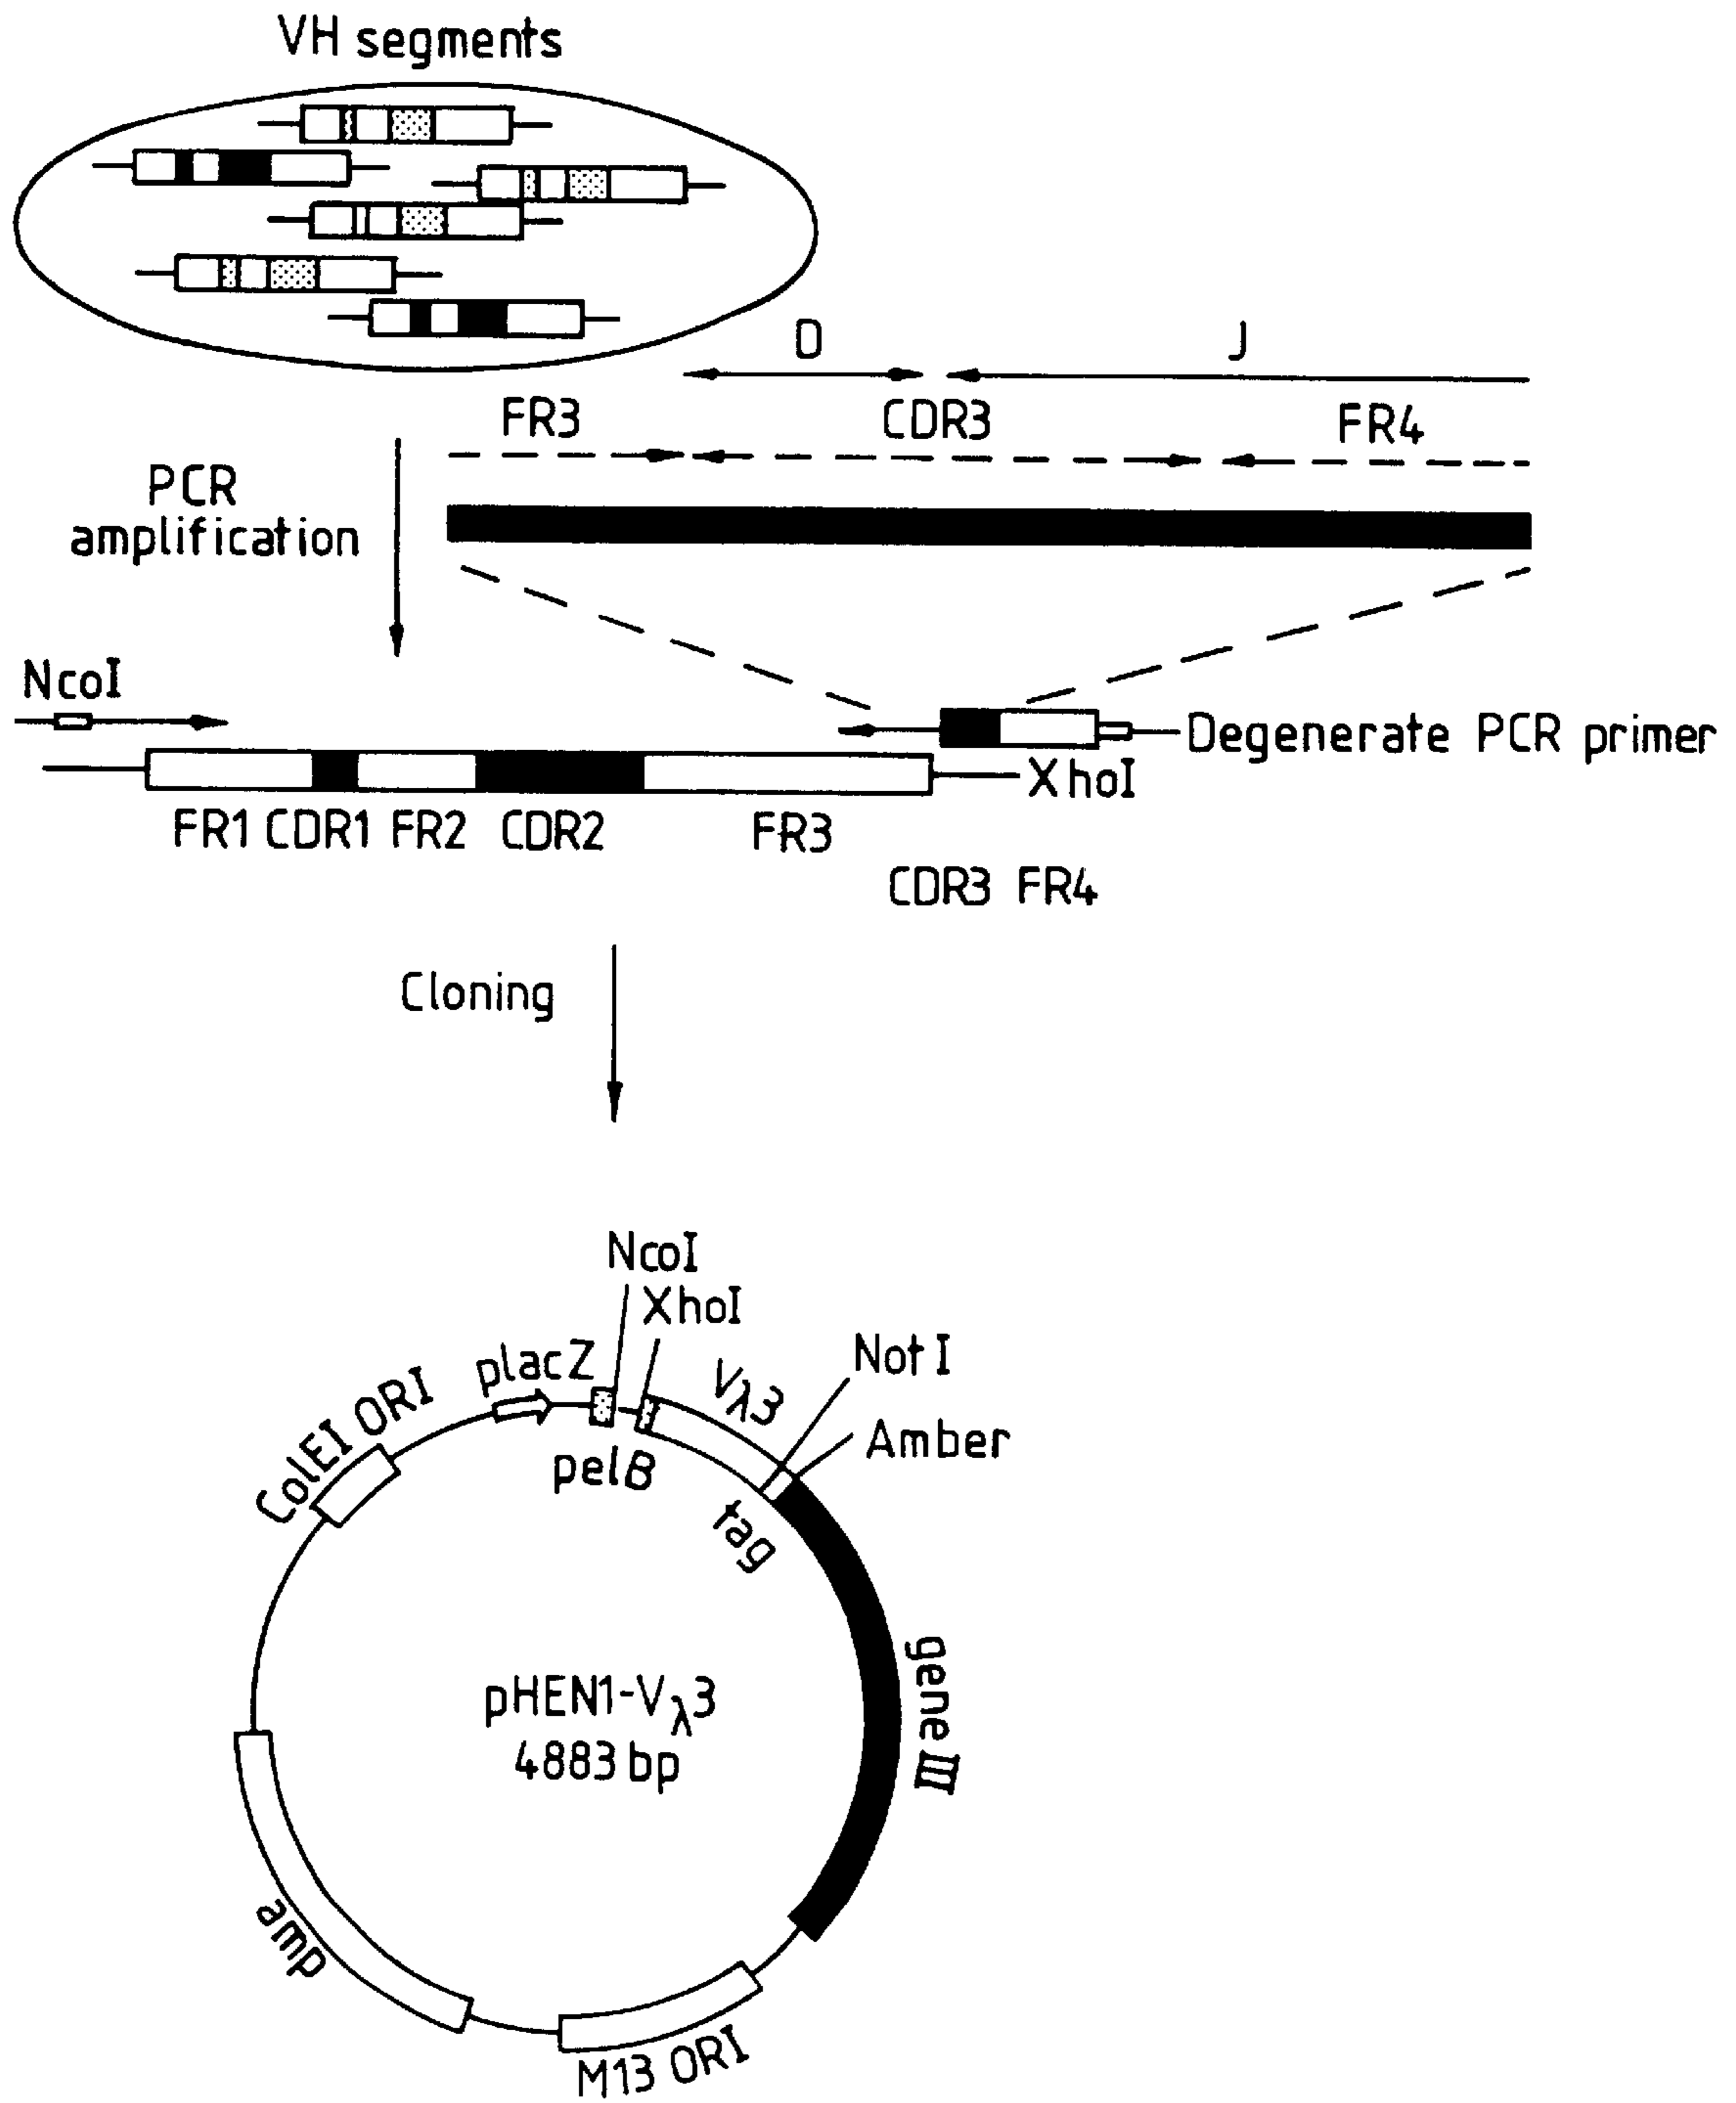 VH segments
D
J
FR3
CDR3
FR4
PCR
amplification
NcoI
Degenerate PCR primer
XhoI
FR1 CDR1 FR2 CDR2 FR3
CDR3 FR4
Cloning
NcoI
XhoI
NotI
placZ
Vλ3
ColEI ORI
Amber
pelB
tag
gene III
pHEN1-Vλ3
4883 bp
amp
M13 ORI